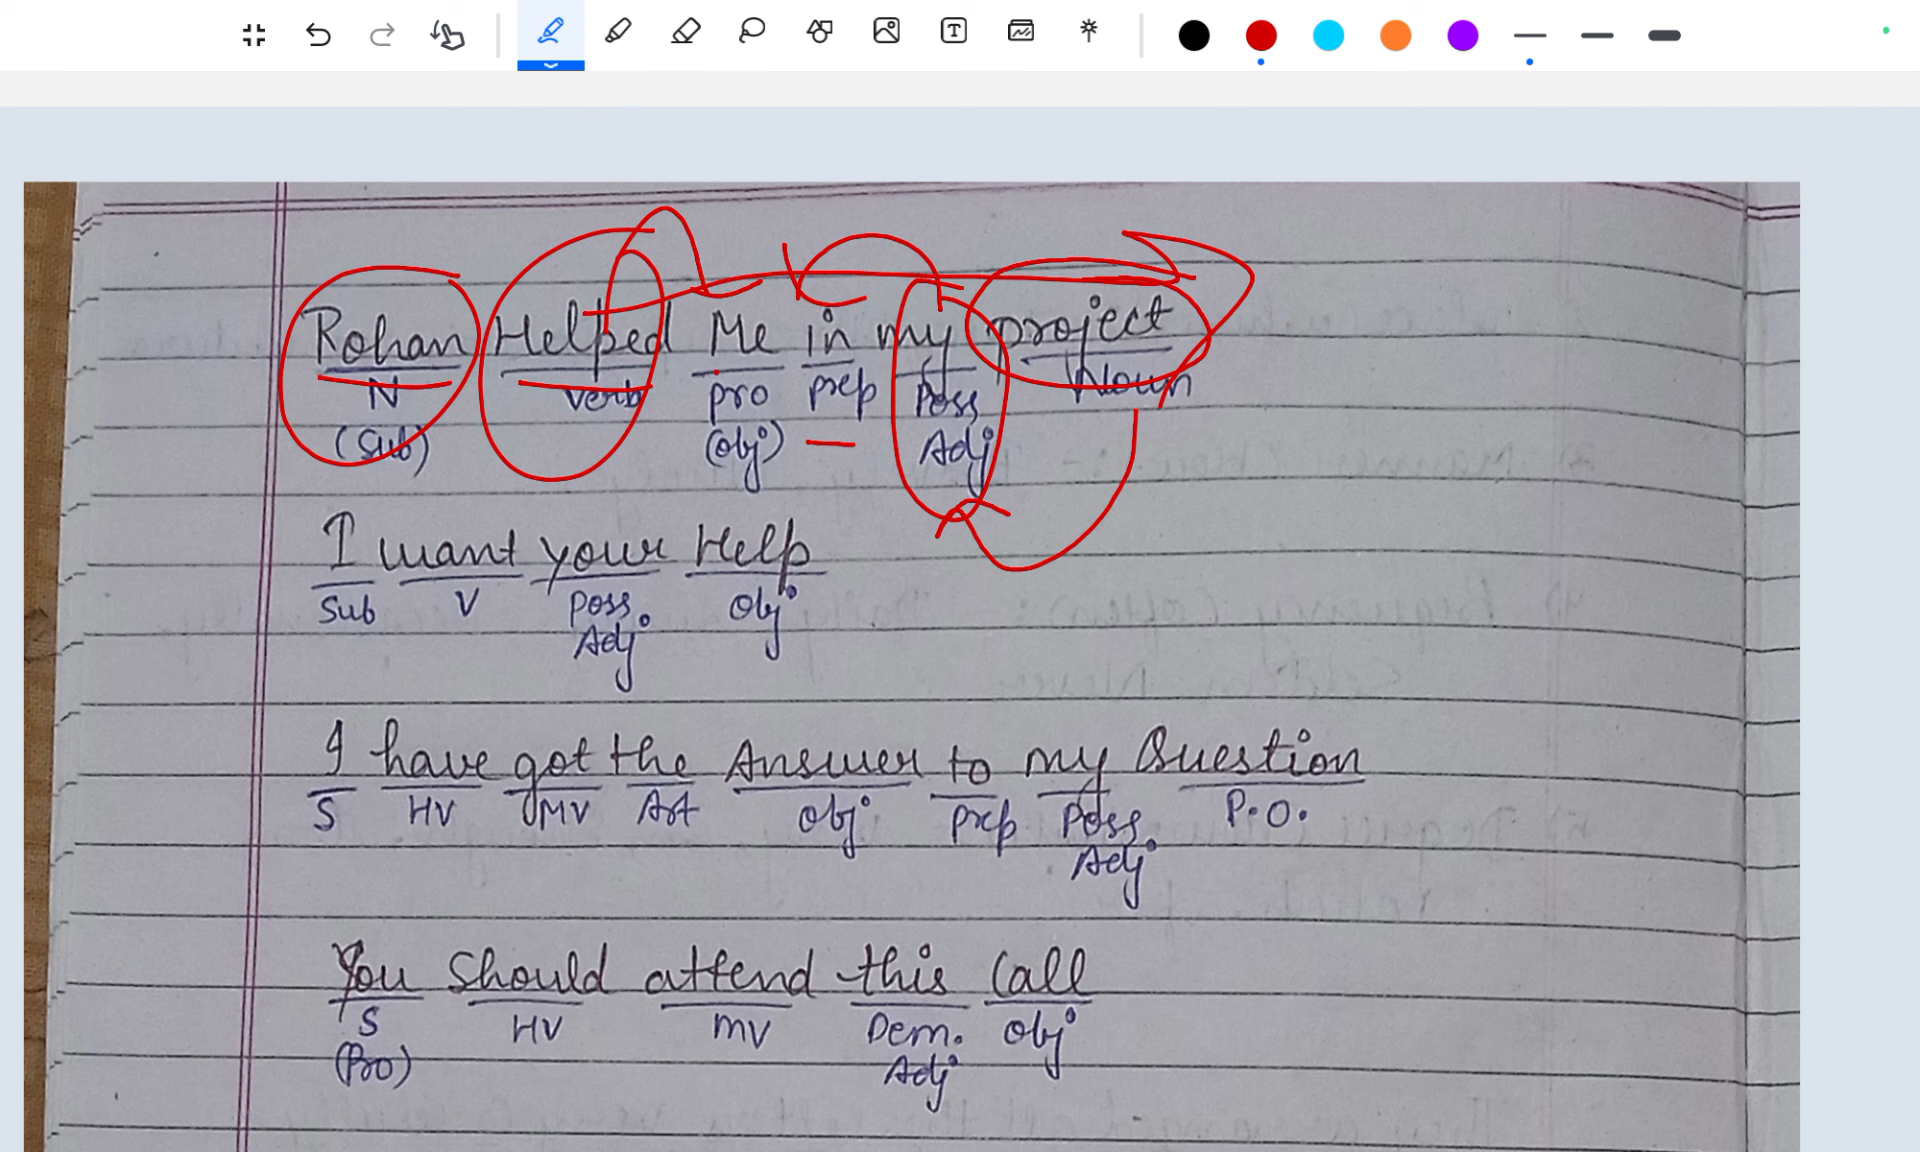 Rohan Helped Me in my project
N verb pro prep Poss Noun
(Sub) (obj) Adj
I want your Help
Sub V Poss. Obj
Adj
I have got the Answer to my Question
S HV MV Art Obj prep Poss. P.O.
Adj
You Should attend this Call
S HV MV Dem. Obj
(Pro) Adj